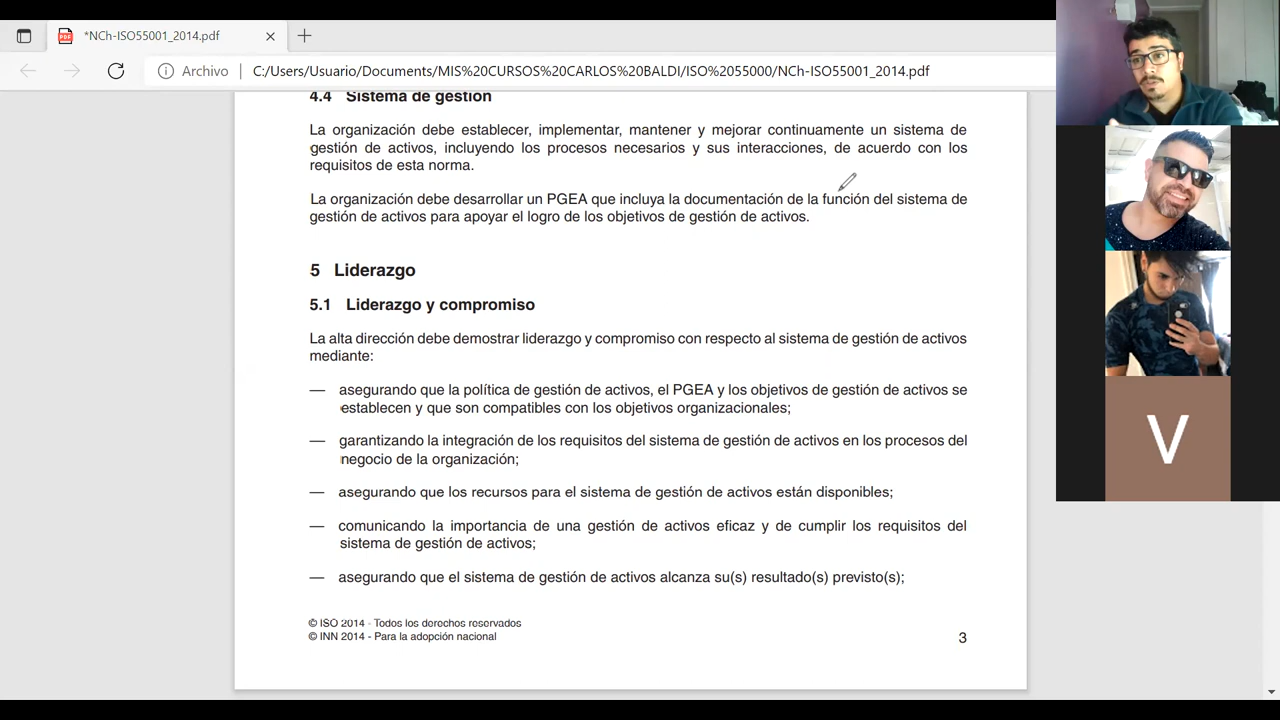 *NCh-ISO55001_2014.pdf
Archivo
C:/Users/Usuario/Documents/MIS%20CURSOS%20CARLOS%20BALDI/ISO%2055000/NCh-ISO55001_2014.pdf
4.4 Sistema de gestión
La organización debe establecer, implementar, mantener y mejorar continuamente un sistema de
gestión de activos, incluyendo los procesos necesarios y sus interacciones, de acuerdo con los
requisitos de esta norma.
La organización debe desarrollar un PGEA que incluya la documentación de la función del sistema de
gestión de activos para apoyar el logro de los objetivos de gestión de activos.
5 Liderazgo
5.1 Liderazgo y compromiso
La alta dirección debe demostrar liderazgo y compromiso con respecto al sistema de gestión de activos
mediante:
— asegurando que la política de gestión de activos, el PGEA y los objetivos de gestión de activos se
establecen y que son compatibles con los objetivos organizacionales;
— garantizando la integración de los requisitos del sistema de gestión de activos en los procesos del
negocio de la organización;
— asegurando que los recursos para el sistema de gestión de activos están disponibles;
— comunicando la importancia de una gestión de activos eficaz y de cumplir los requisitos del
sistema de gestión de activos;
— asegurando que el sistema de gestión de activos alcanza su(s) resultado(s) previsto(s);
© ISO 2014 - Todos los derechos reservados
© INN 2014 - Para la adopción nacional
3
V